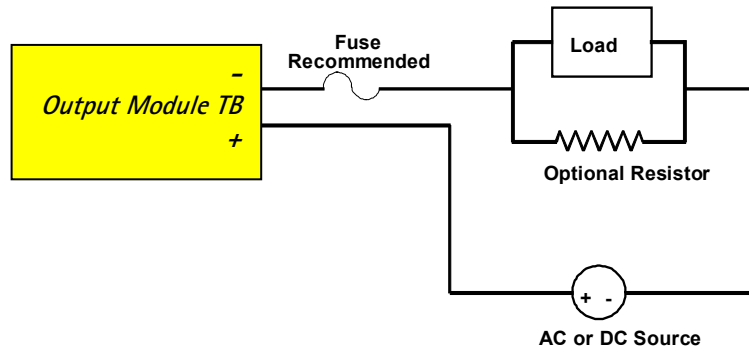 Fuse
Recommended
Load
-
Output Module TB
+
Optional Resistor
+ -
AC or DC Source